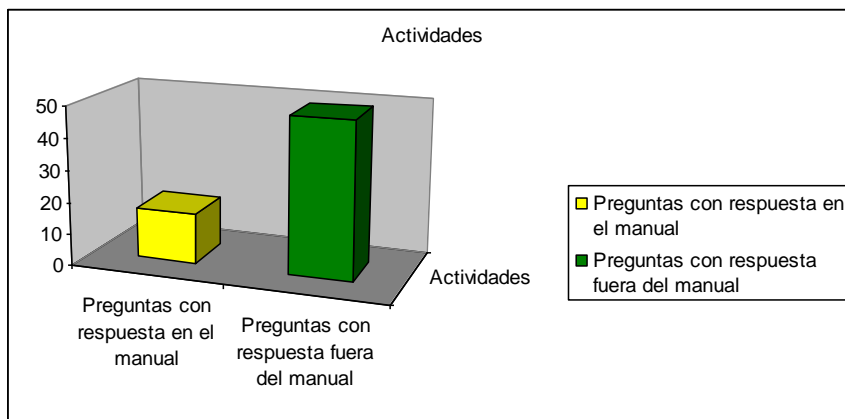 Actividades
50
40
30
20
10
0
Preguntas con
respuesta en el
manual
Preguntas con
respuesta fuera
del manual
Actividades
Preguntas con respuesta en
el manual
Preguntas con respuesta
fuera del manual